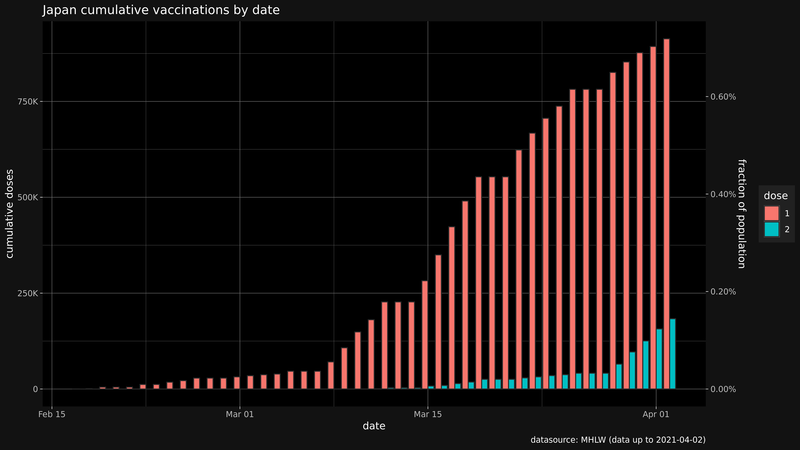 Japan cumulative vaccinations by date
cumulative doses
750K
500K
250K
0
0.60%
0.40%
0.20%
0.00%
fraction of population
dose
1
2
Feb 15
Mar 01
Mar 15
Apr 01
date
datasource: MHLW (data up to 2021-04-02)